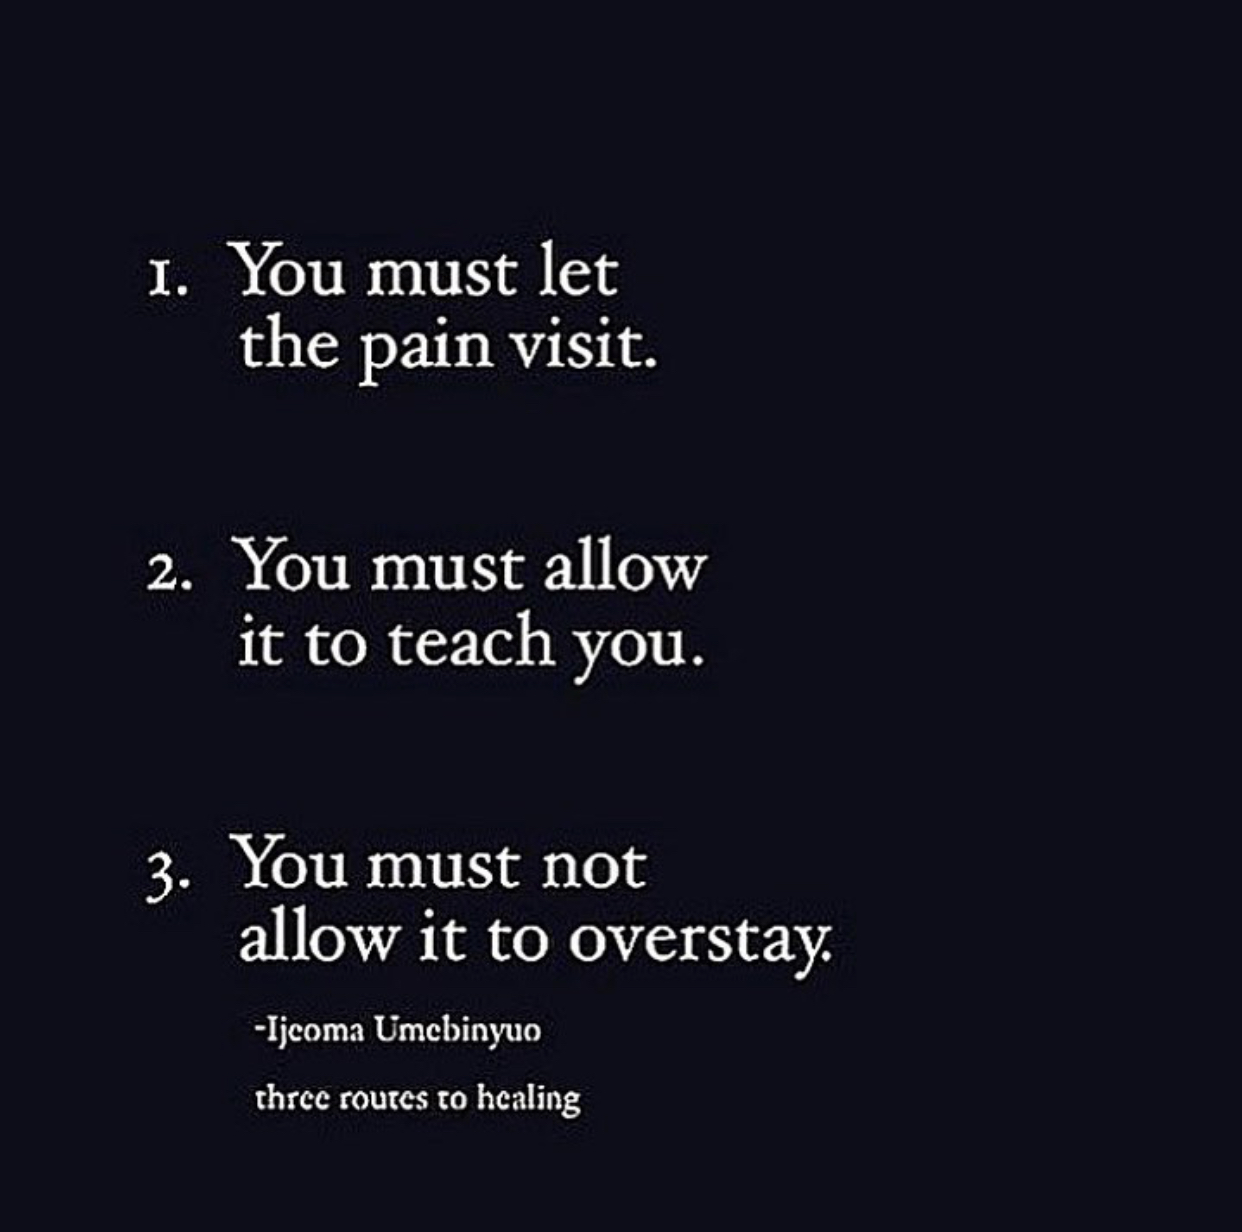 1. You must let
the pain visit.
2. You must allow
it to teach you.
3. You must not
allow it to overstay.
-Ijeoma Umebinyuo
three routes to healing